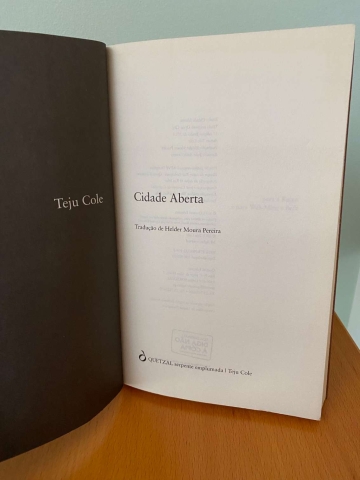 Teju Cole
Cidade Aberta
Tradução de Helder Moura Pereira
QUETZAL serpente emplumada | Teju Cole